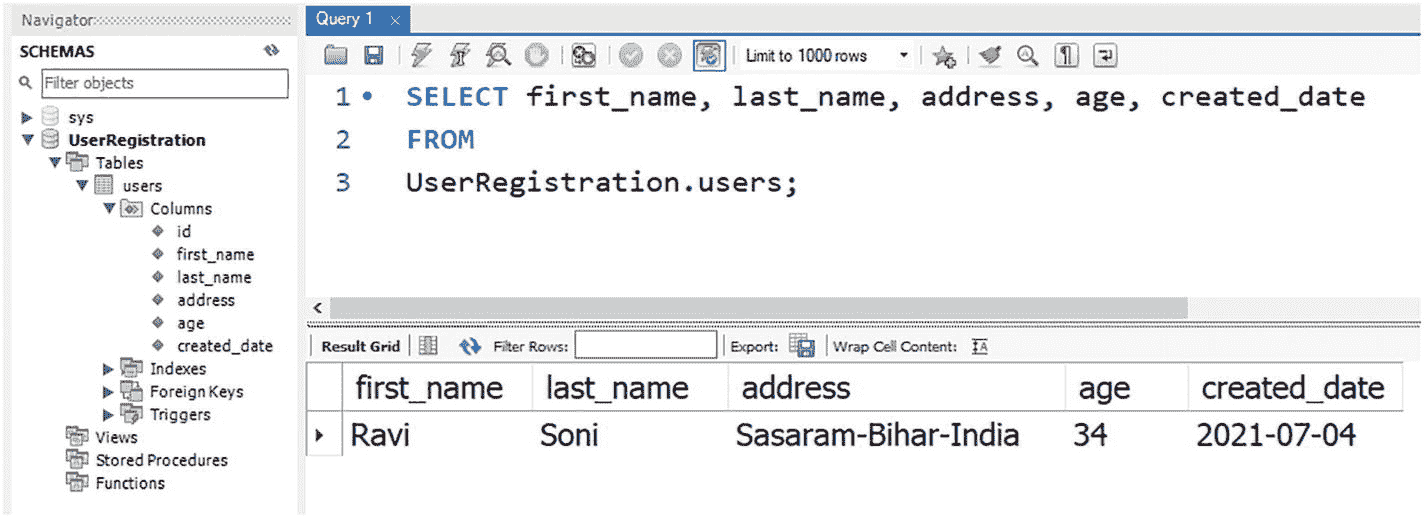 Navigator
SCHEMAS
Filter objects
sys
UserRegistration
Tables
users
Columns
id
first_name
last_name
address
age
created_date
Indexes
Foreign Keys
Triggers
Views
Stored Procedures
Functions
Query 1
Limit to 1000 rows
1 SELECT first_name, last_name, address, age, created_date
2 FROM
3 UserRegistration.users;
Result Grid Filter Rows: Export: Wrap Cell Content:
first_name last_name address age created_date
Ravi Soni Sasaram-Bihar-India 34 2021-07-04